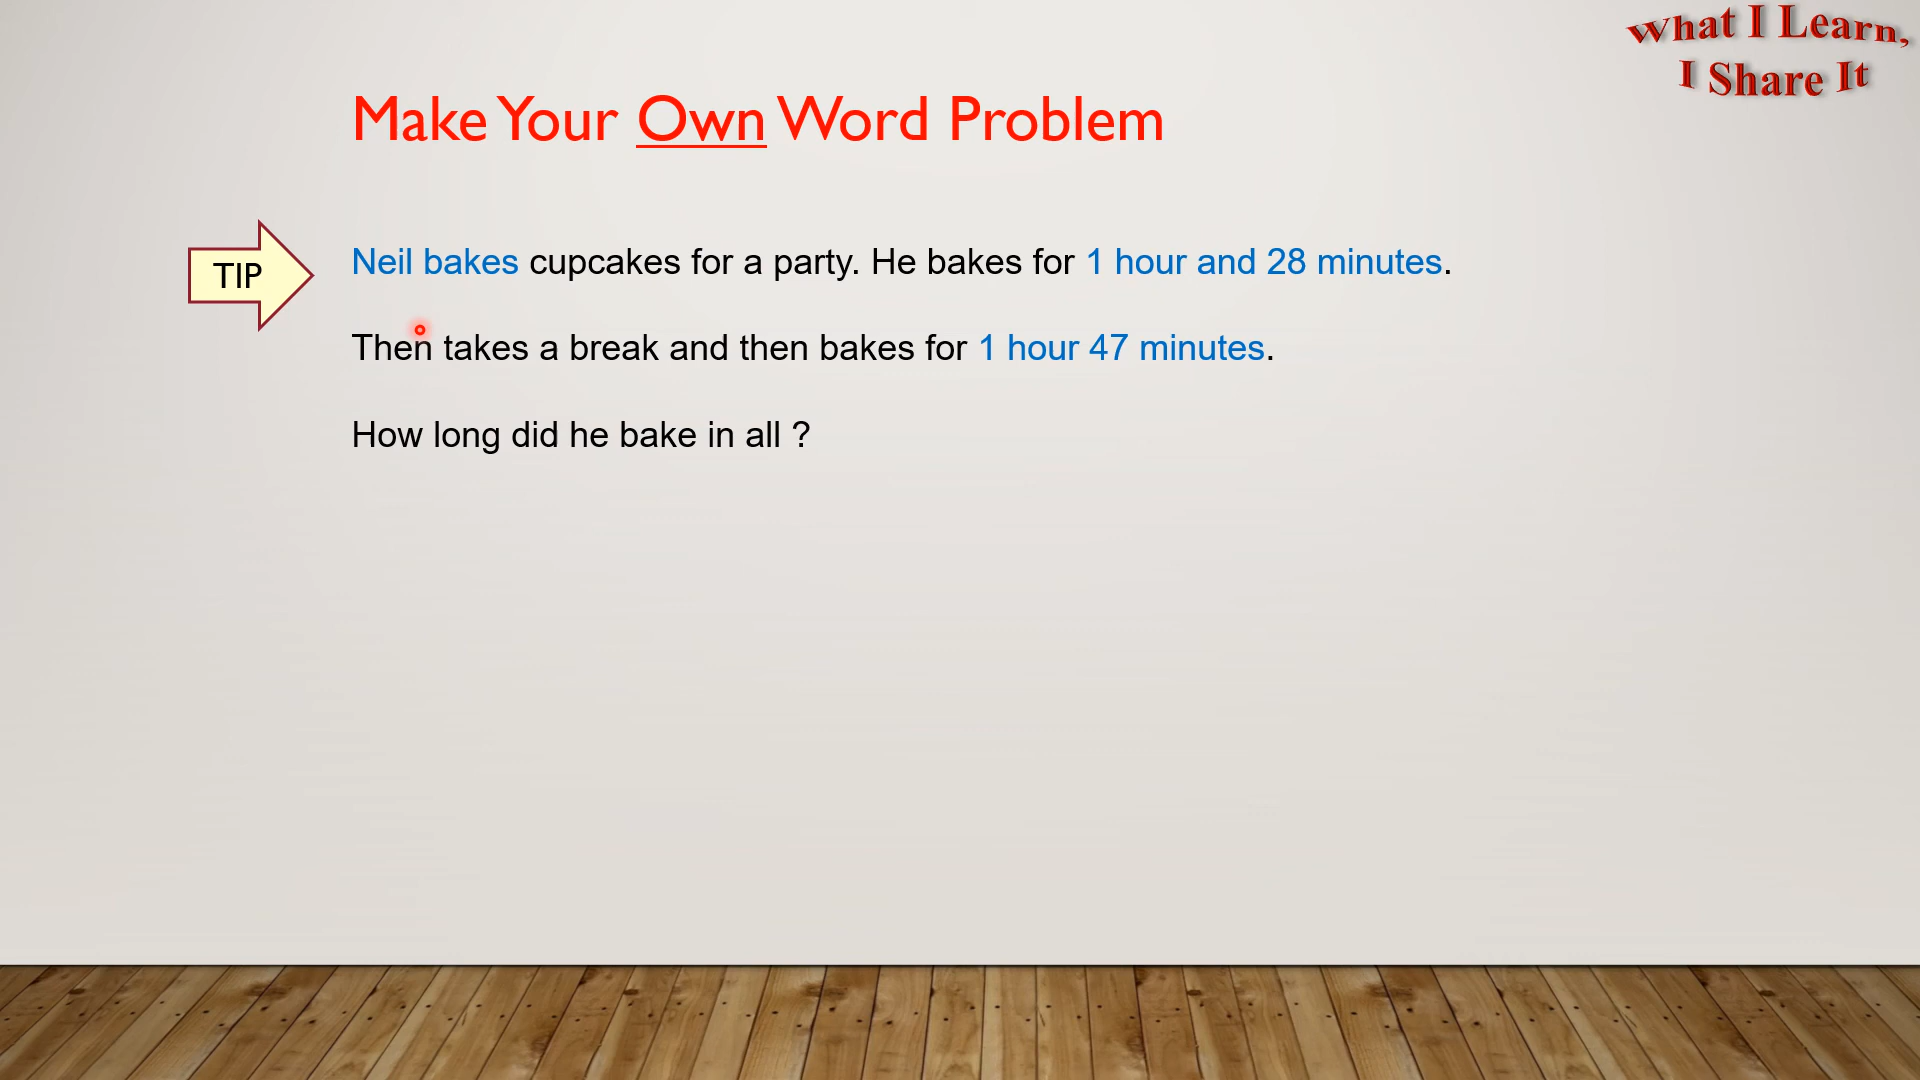 What I Learn,
I Share It
Make Your Own Word Problem
TIP
Neil bakes cupcakes for a party. He bakes for 1 hour and 28 minutes.
Then takes a break and then bakes for 1 hour 47 minutes.
How long did he bake in all ?